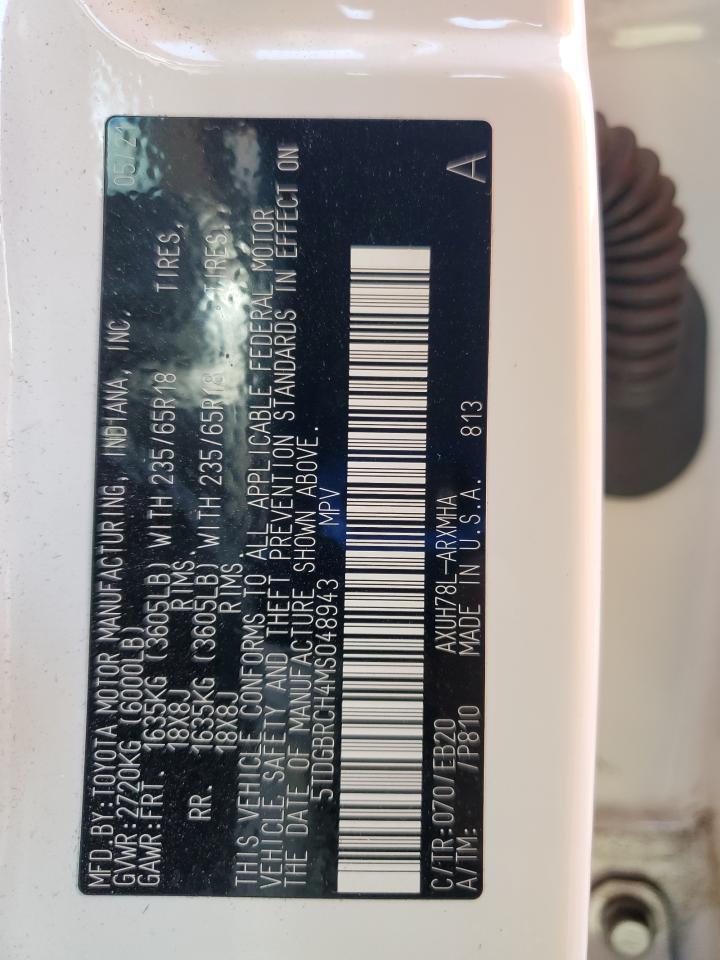 MFD.BY:TOYOTA MOTOR MANUFACTURING, INDIANA, INC. 05/21
GVWR:2720KG (6000LB)
GAWR:FRT. 1635KG (3605LB) WITH 235/65R18 TIRES,
18X8J RIMS.
RR. 1635KG (3605LB) WITH 235/65R18 TIRES,
18X8J RIMS.
THIS VEHICLE CONFORMS TO ALL APPLICABLE FEDERAL MOTOR
VEHICLE SAFETY AND THEFT PREVENTION STANDARDS IN EFFECT ON
THE DATE OF MANUFACTURE SHOWN ABOVE.
5TDGBRCH4MS048943 MPV
C/TR:070/EB20 AXUH78L-ARXMHA 813 A
A/TM: /P810 MADE IN U.S.A.